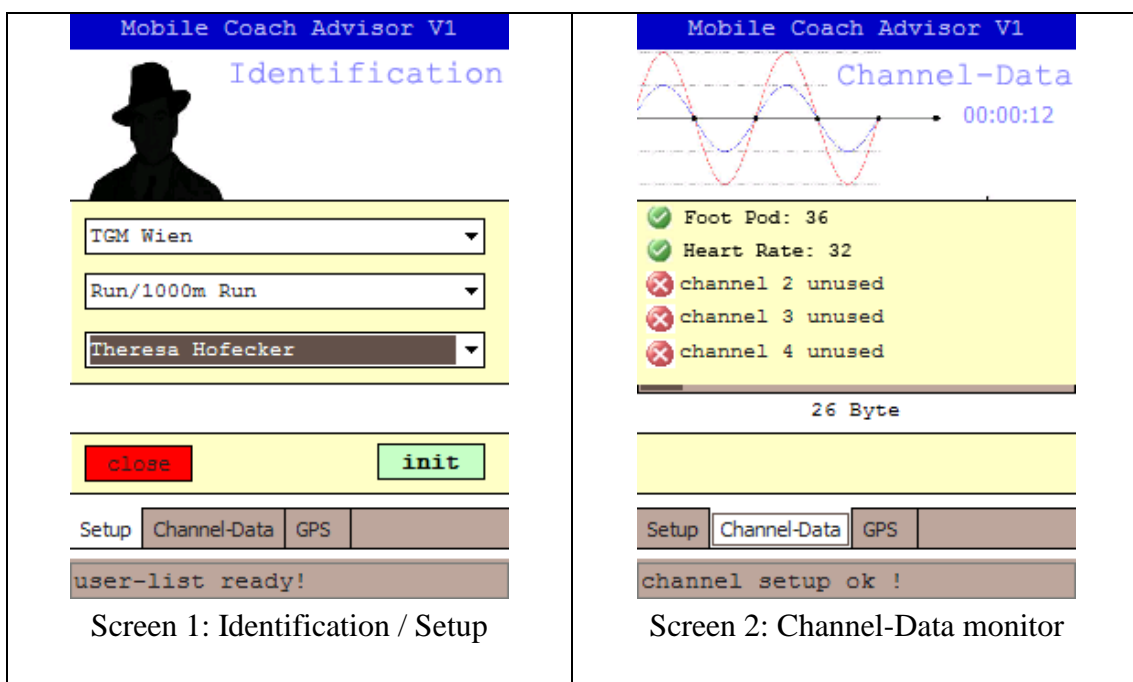 Mobile Coach Advisor V1
Identification
TGM Wien
Run/1000m Run
Theresa Hofecker
close
init
Setup
Channel-Data
GPS
user-list ready!
Screen 1: Identification / Setup
Mobile Coach Advisor V1
Channel-Data
00:00:12
Foot Pod: 36
Heart Rate: 32
channel 2 unused
channel 3 unused
channel 4 unused
26 Byte
Setup
Channel-Data
GPS
channel setup ok !
Screen 2: Channel-Data monitor